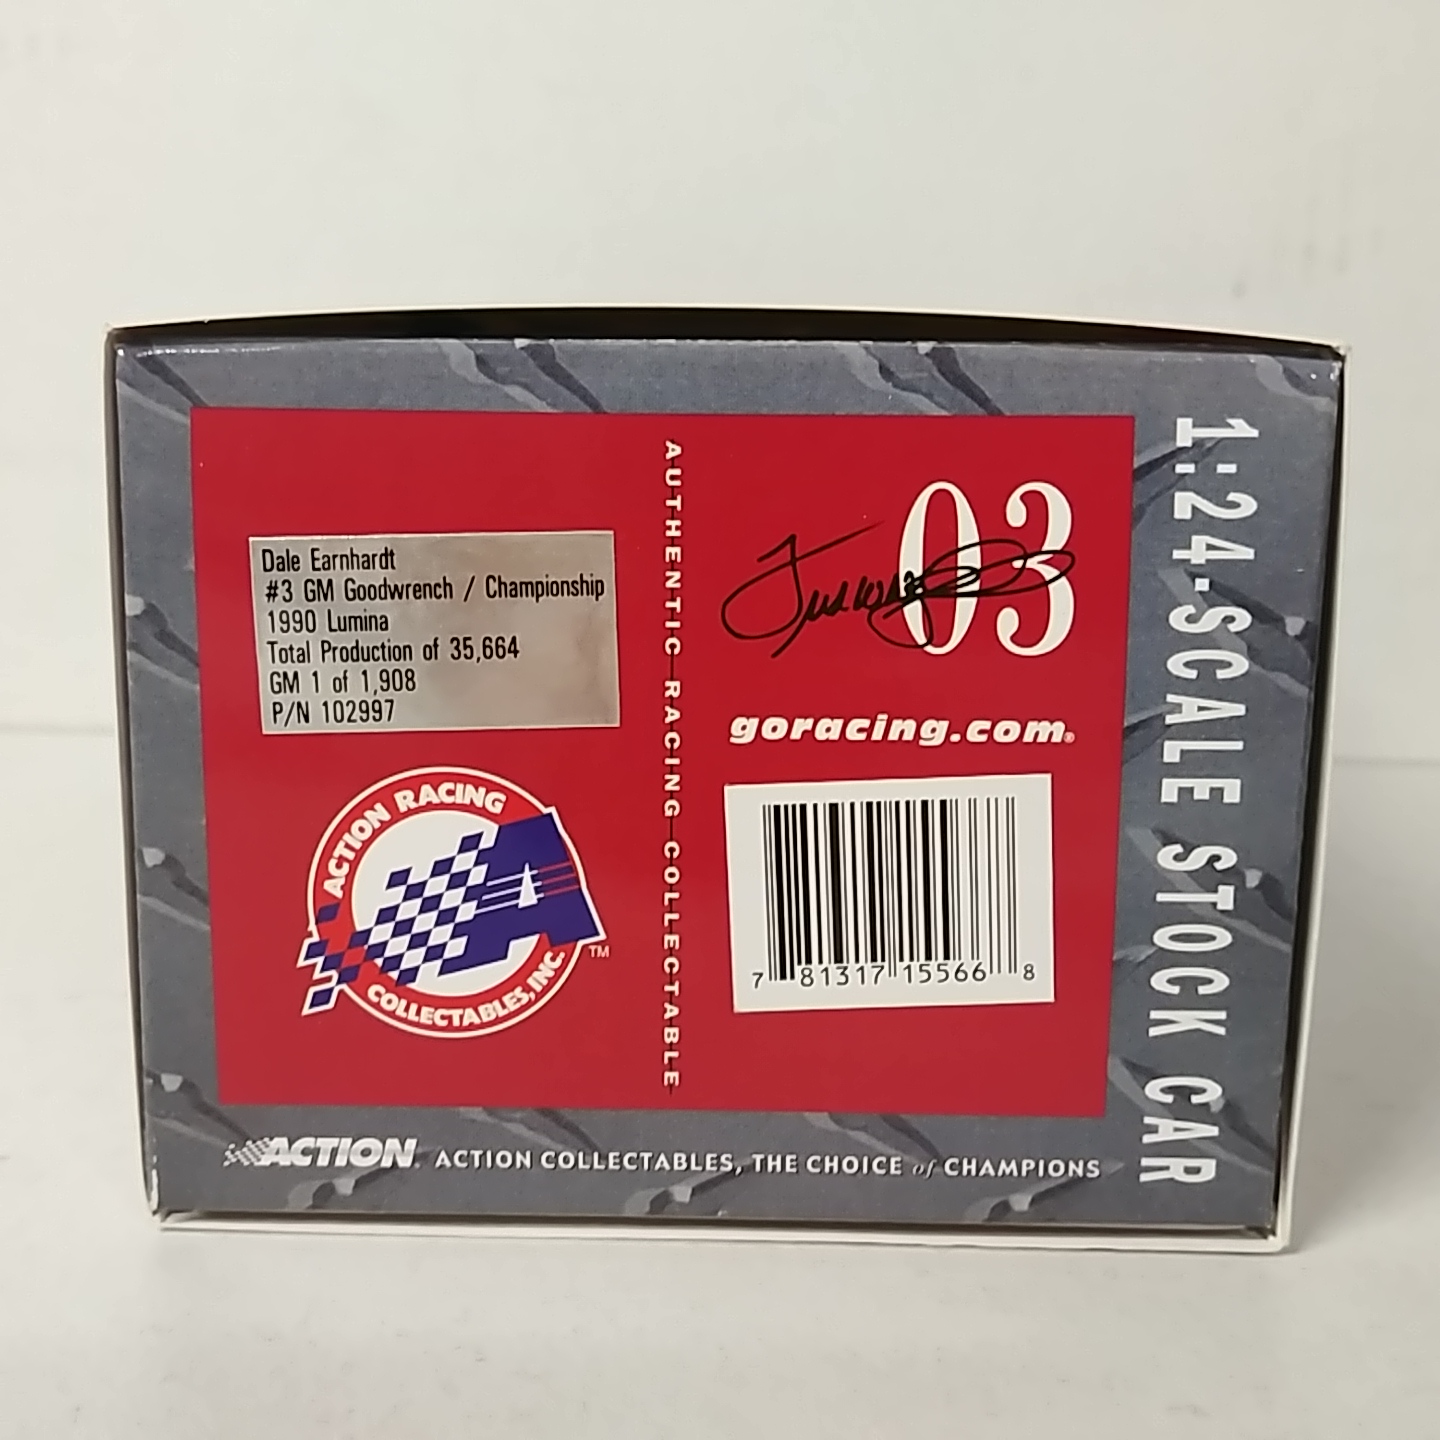 Dale Earnhardt
#3 GM Goodwrench / Championship
1990 Lumina
Total Production of 35,664
GM 1 of 1,908
P/N 102997
ACTION RACING
COLLECTABLES, INC.
TM
AUTHENTIC RACING COLLECTABLE
03
goracing.com®
7 81317 15566 8
1:24-SCALE STOCK CAR
ACTION. ACTION COLLECTABLES, THE CHOICE of CHAMPIONS